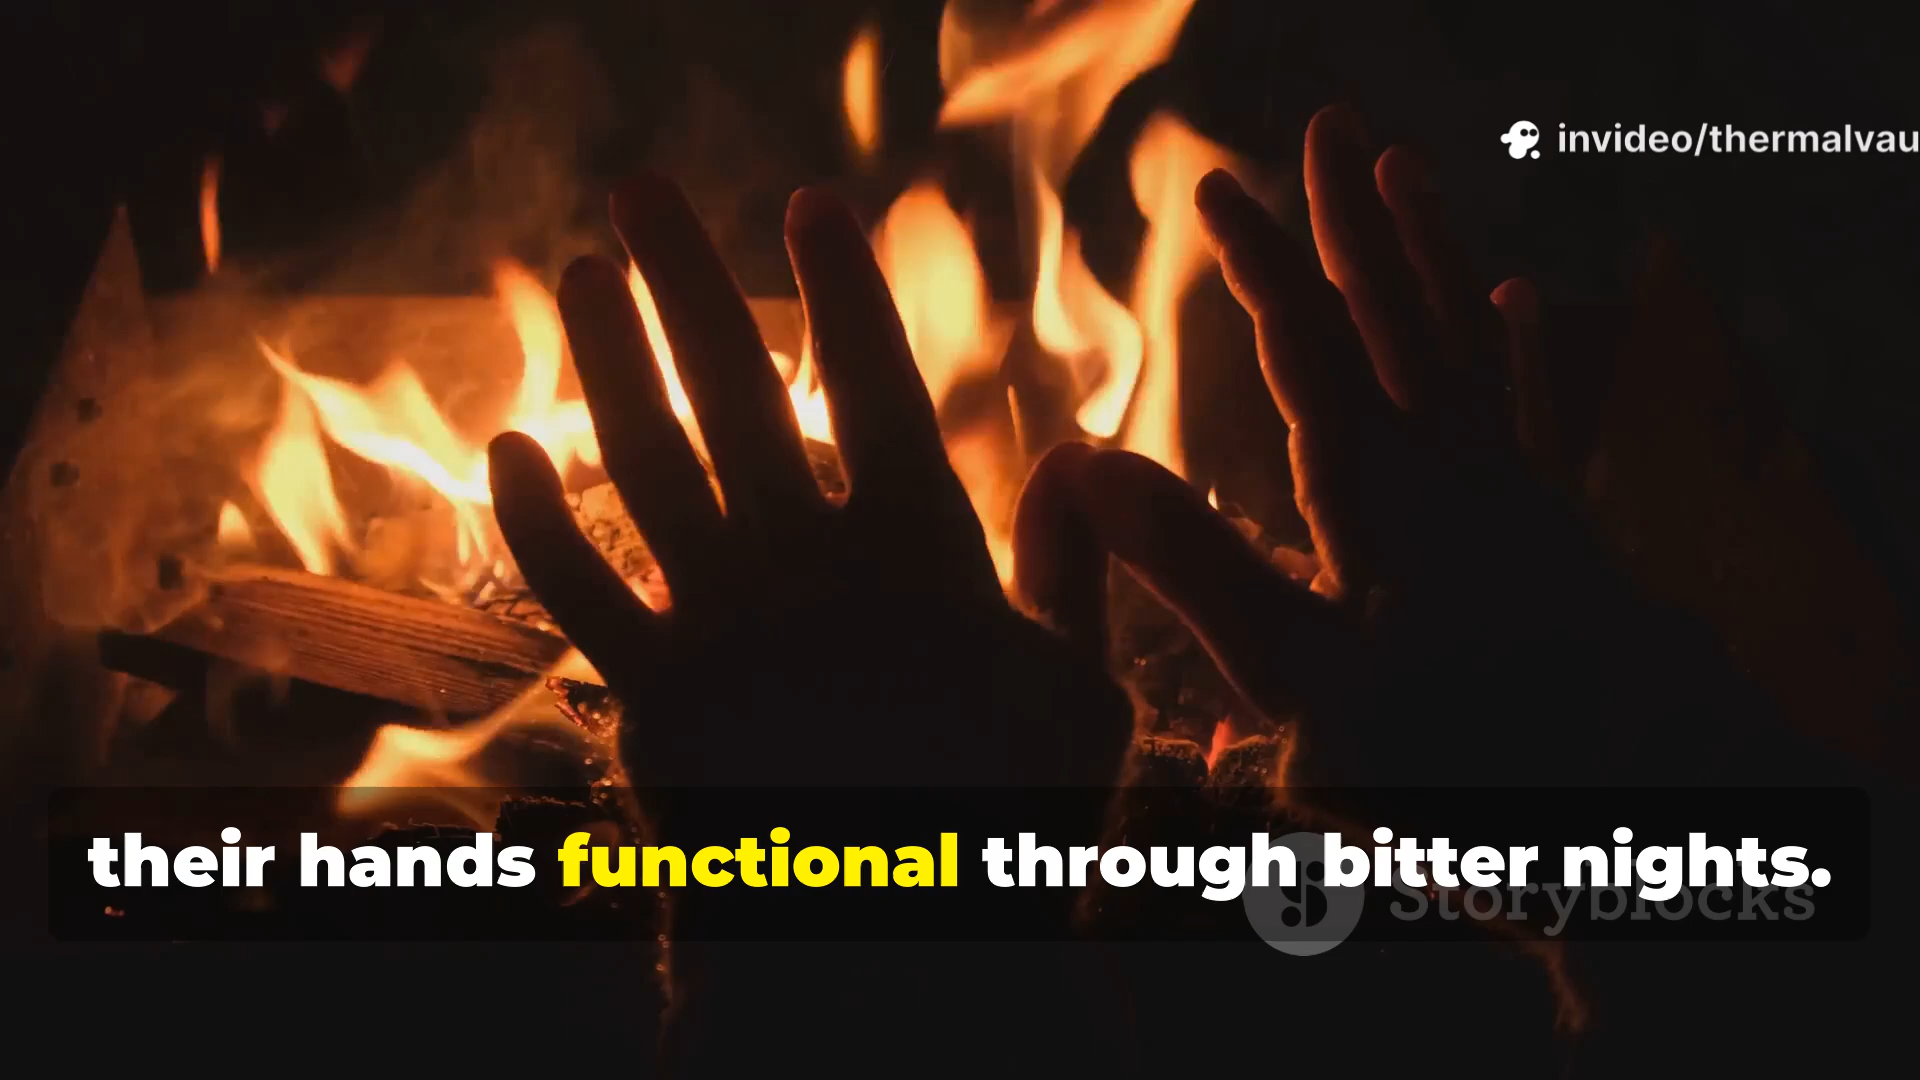 invideo/thermalvau
their hands functional through bitter nights.
Storyblocks